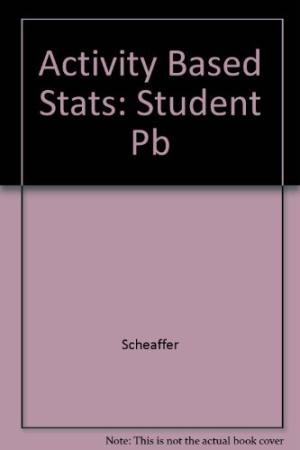 Activity Based
Stats: Student
Pb
Scheaffer
Note: This is not the actual book cover